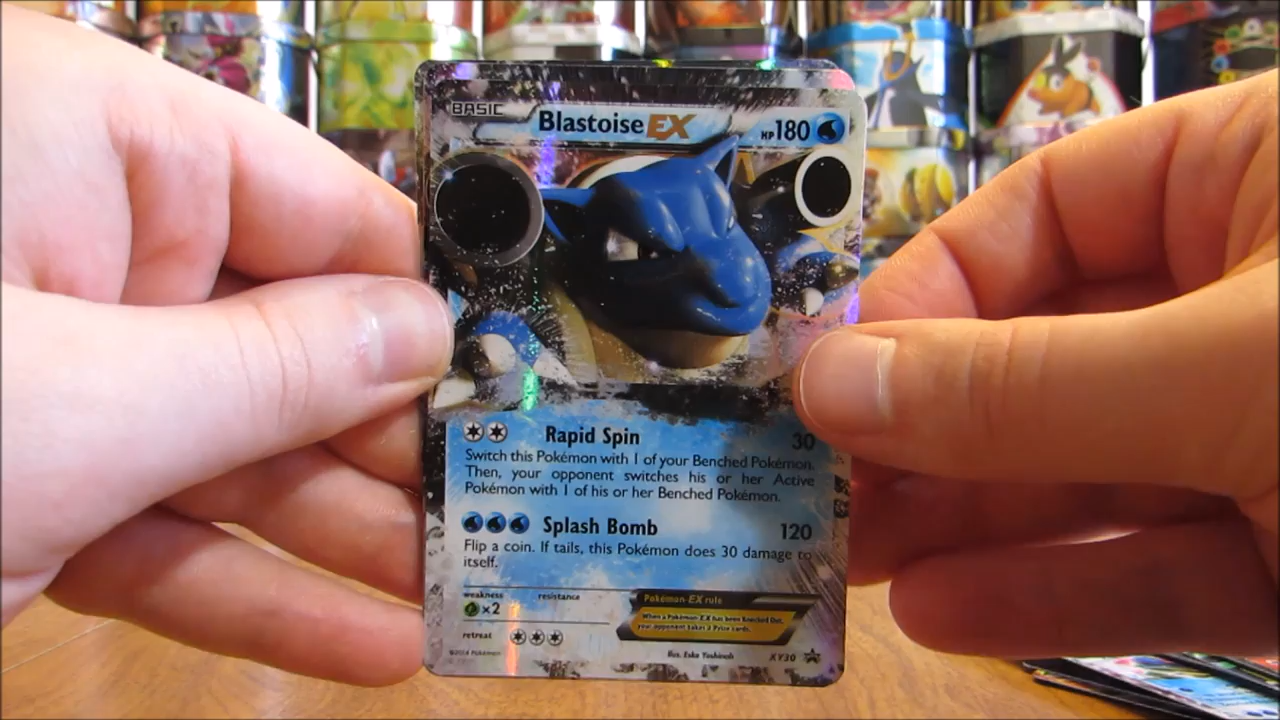 BASIC Blastoise EX HP180
Rapid Spin 30
Switch this Pokémon with 1 of your Benched Pokémon.
Then, your opponent switches his or her Active
Pokémon with 1 of his or her Benched Pokémon.
Splash Bomb 120
Flip a coin. If tails, this Pokémon does 30 damage to
itself.
weakness resistance
×2
retreat
Pokémon-EX rule
When a Pokémon-EX has been Knocked Out,
your opponent takes 2 Prize cards.
©2014 Pokémon Illus. Eske Yoshinob XY30